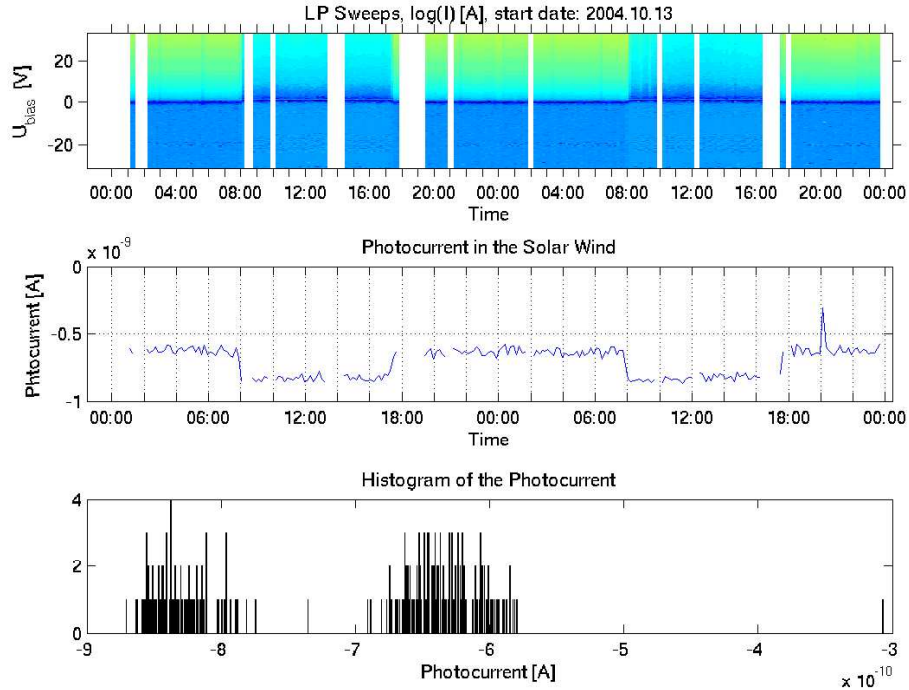 LP Sweeps, log(I) [A], start date: 2004.10.13
U_bias [V]
20
0
-20
00:00 04:00 08:00 12:00 16:00 20:00 00:00 04:00 08:00 12:00 16:00 20:00 00:00
Time
x 10^-9
Photocurrent in the Solar Wind
Phtocurrent [A]
0
-0.5
-1
00:00 06:00 12:00 18:00 00:00 06:00 12:00 18:00 00:00
Time
Histogram of the Photocurrent
4
2
0
-9 -8 -7 -6 -5 -4 -3
Photocurrent [A]
x 10^-10